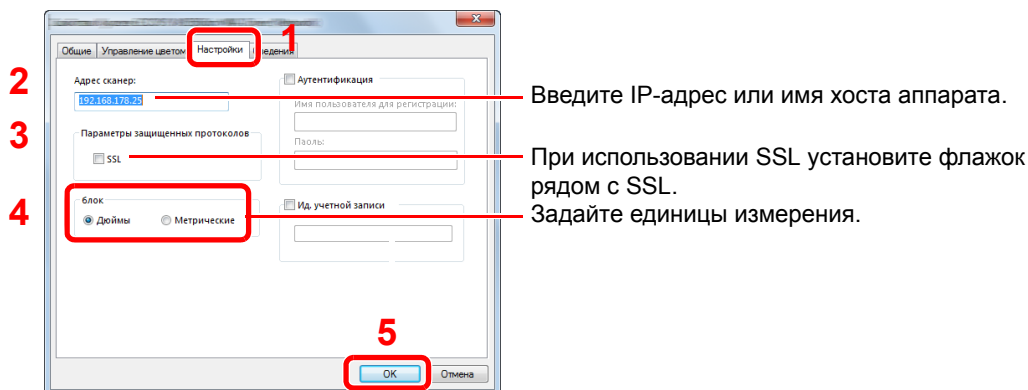 1
Общие Управление цветом Настройки
2
Адрес сканер:
192.168.178.25
Аутентификация
Имя пользователя для регистрации:
Введите IP-адрес или имя хоста аппарата.
3
Параметры защищенных протоколов
SSL
Паоль:
При использовании SSL установите флажок
рядом с SSL.
4
блок
Дюймы Метрические
Ид. учетной записи
Задайте единицы измерения.
5
OK Отмена